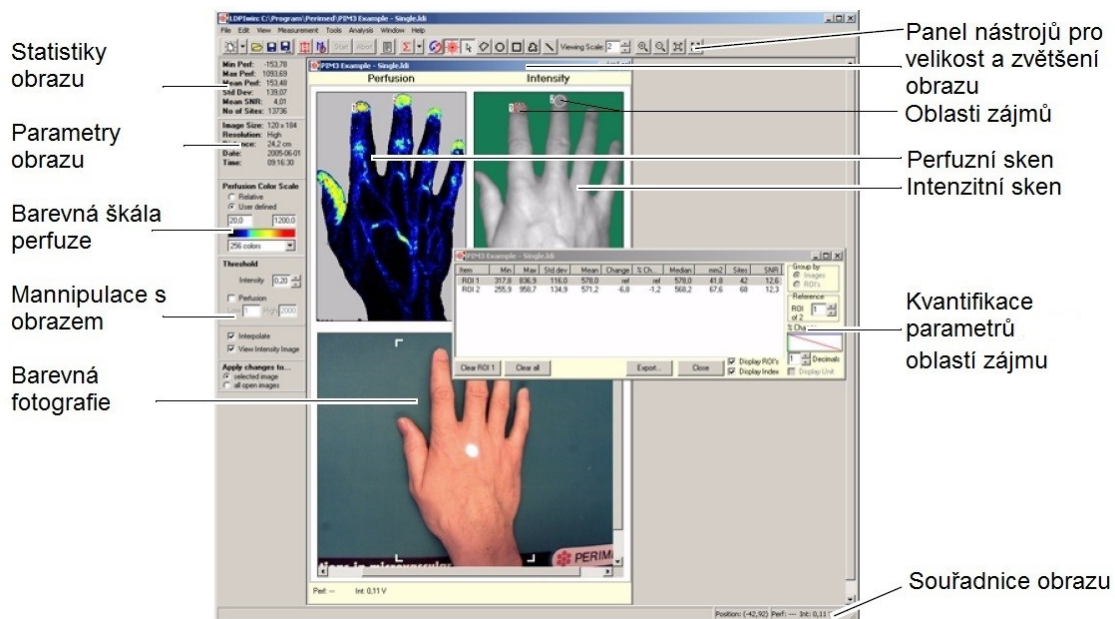 Statistiky
obrazu
Parametry
obrazu
Barevná škála
perfuze
Mannipulace s
obrazem
Barevná
fotografie
LDPIwin: C:\Program\Perimed\PIM3 Example - Single.ldi
File Edit View Measurement Tools Analysis Window Help
Start Abort Viewing Scale: 2
Min Perf: -153,78
Max Perf: 1093,69
Mean Perf: 153,48
Std Dev: 139,07
Mean SNR: 4,01
No of Sites: 13736
Image Size: 120 x 184
Resolution: High
24,2 cm
Date: 2005-06-01
Time: 09:16:30
Perfusion Color Scale
Relative
User defined
20,0 1200,0
256 colors
Threshold
Intensity 0,20
Perfusion
Low 1 High 2000
Interpolate
View Intensity Image
Apply changes to...
selected image
all open images
PIM3 Example - Single.ldi
Perfusion Intensity
PIM3 Example - Single.ldi
Item Min Max Std.dev Mean Change % Ch... Median mm2 Sites SNR
ROI 1 317,8 836,9 116,0 578,0 ref ref 578,0 41,8 42 12,6
ROI 2 255,9 958,7 134,9 571,2 -6,8 -1,2 568,2 67,6 68 12,3
Group by
Images
ROI's
Reference
ROI 1
of 2
1 Decimals
Display Unit
Clear ROI 1 Clear all Export... Close
Display ROI's
Display Index
PERIM
Perf: --- Int: 0,11 V
Position: (-42,92) Perf: --- Int: 0,11
Panel nástrojů pro
velikost a zvětšení
obrazu
Oblasti zájmů
Perfuzní sken
Intenzitní sken
Kvantifikace
parametrů
oblastí zájmu
Souřadnice obrazu